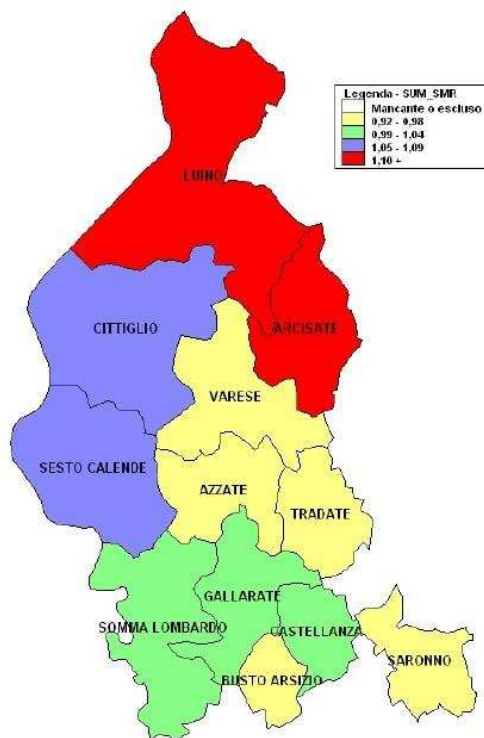 Legenda - SUM_SMR
Mancante o escluso
0,92 - 0,98
0,99 - 1,04
1,05 - 1,09
1,10 +
LUINO
CITTIGLIO
ARCISATE
VARESE
SESTO CALENDE
AZZATE
TRADATE
GALLARATE
SOMMA LOMBARDO
CASTELLANZA
SARONNO
BUSTO ARSIZIO